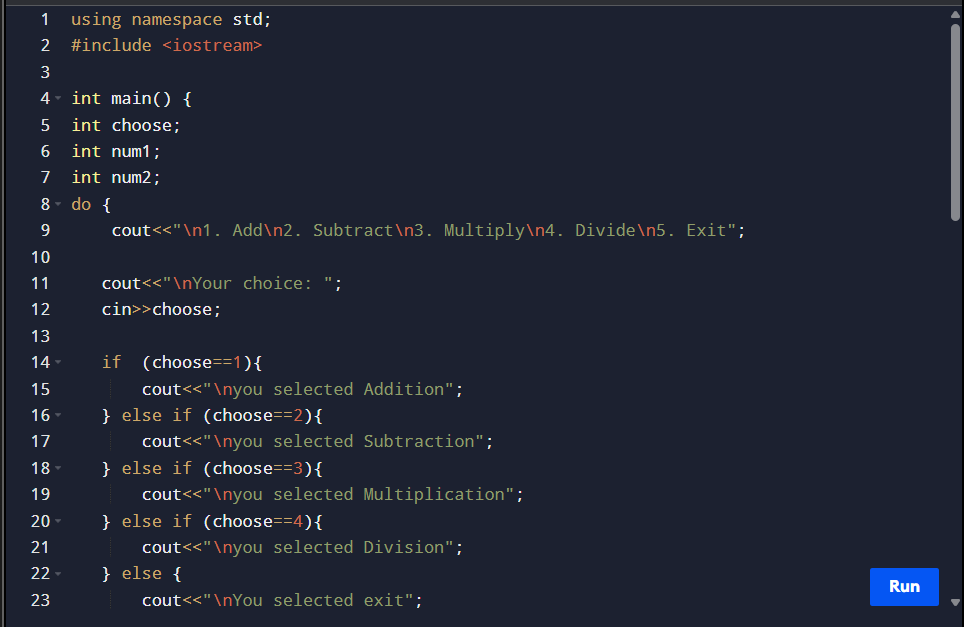 1 using namespace std;
2 #include <iostream>
3
4 int main() {
5 int choose;
6 int num1;
7 int num2;
8 do {
9     cout<<"\n1. Add\n2. Subtract\n3. Multiply\n4. Divide\n5. Exit";
10
11    cout<<"\nYour choice: ";
12    cin>>choose;
13
14    if  (choose==1){
15        cout<<"\nyou selected Addition";
16    } else if (choose==2){
17        cout<<"\nyou selected Subtraction";
18    } else if (choose==3){
19        cout<<"\nyou selected Multiplication";
20    } else if (choose==4){
21        cout<<"\nyou selected Division";
22    } else {
23        cout<<"\nYou selected exit";
Run